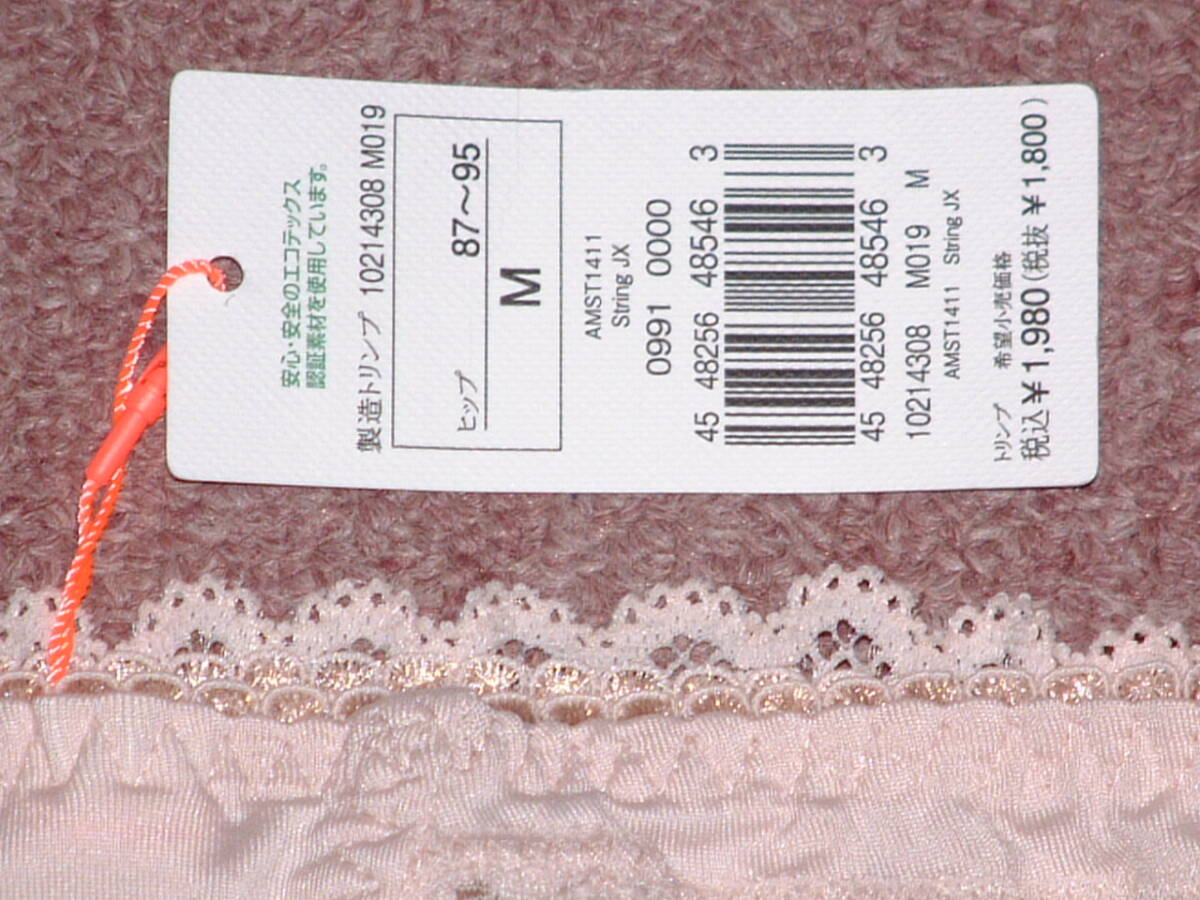 安心・安全のエコテックス
認証素材を使用しています。
製造トリンプ 10214308 M019
ヒップ 87〜95
M
AMST1411
String JX
0991 0000
45 48256 48546 3
45 48256 48546 3
10214308 M019 M
AMST1411 String JX
トリンプ 希望小売価格
税込¥1,980(税抜¥1,800)